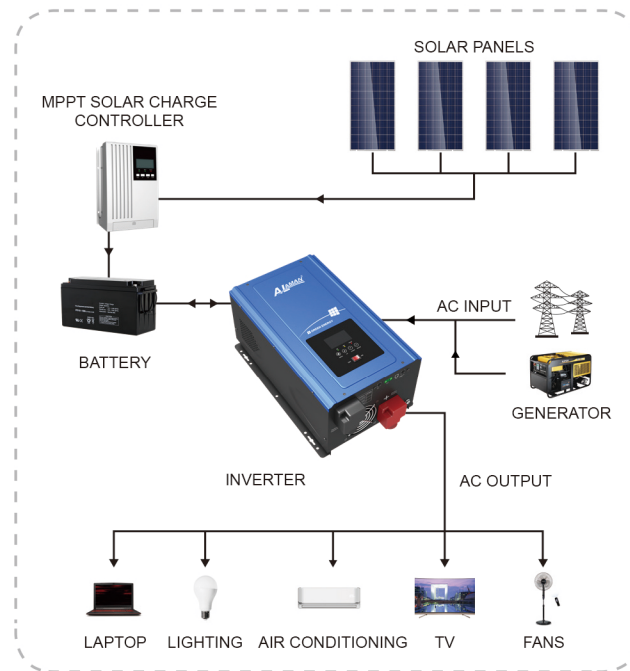 SOLAR PANELS
MPPT SOLAR CHARGE
CONTROLLER
BATTERY
ALAMAN
AC INPUT
GENERATOR
INVERTER
AC OUTPUT
LAPTOP
LIGHTING
AIR CONDITIONING
TV
FANS